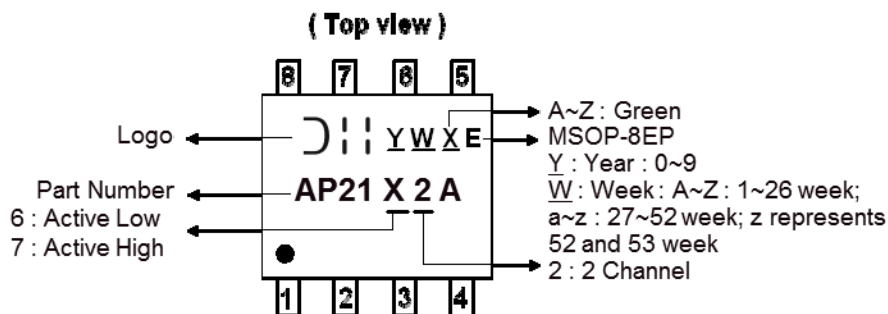 ( Top view )
8 7 6 5
Logo
Y W X E
A~Z : Green
MSOP-8EP
Y : Year : 0~9
W : Week : A~Z : 1~26 week;
a~z : 27~52 week; z represents
52 and 53 week
2 : 2 Channel
Part Number
AP21 X 2 A
6 : Active Low
7 : Active High
1 2 3 4